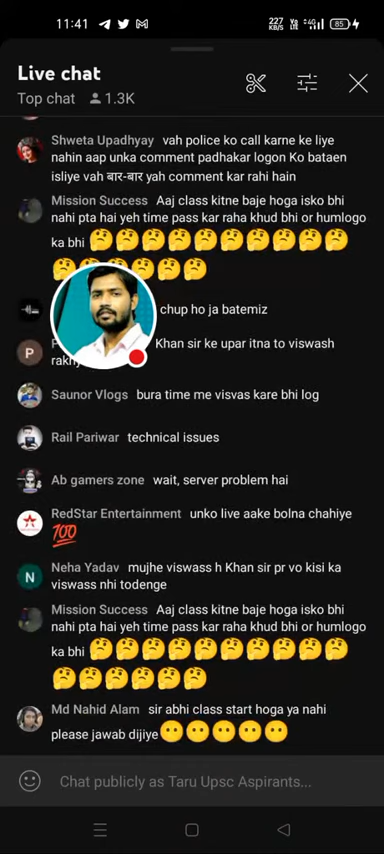 11:41
227 KB/S Vo LTE 4G 85
Live chat
Top chat 1.3K
Shweta Upadhyay vah police ko call karne ke liye
nahin aap unka comment padhakar logon Ko bataen
isliye vah बार-बार yah comment kar rahi hain
Mission Success Aaj class kitne baje hoga isko bhi
nahi pta hai yeh time pass kar raha khud bhi or humlogo
ka bhi 🤔🤔🤔🤔🤔🤔🤔🤔🤔🤔
🤔🤔🤔🤔🤔🤔
chup ho ja batemiz
P Khan sir ke upar itna to viswash
Saunor Vlogs bura time me visvas kare bhi log
Rail Pariwar technical issues
Ab gamers zone wait, server problem hai
RedStar Entertainment unko live aake bolna chahiye
💯
N Neha Yadav mujhe viswass h Khan sir pr vo kisi ka
viswass nhi todenge
Mission Success Aaj class kitne baje hoga isko bhi
nahi pta hai yeh time pass kar raha khud bhi or humlogo
ka bhi 🤔🤔🤔🤔🤔🤔🤔🤔🤔🤔
🤔🤔🤔🤔🤔🤔
Md Nahid Alam sir abhi class start hoga ya nahi
please jawab dijiye😶😶😶😶😶
Chat publicly as Taru Upsc Aspirants...